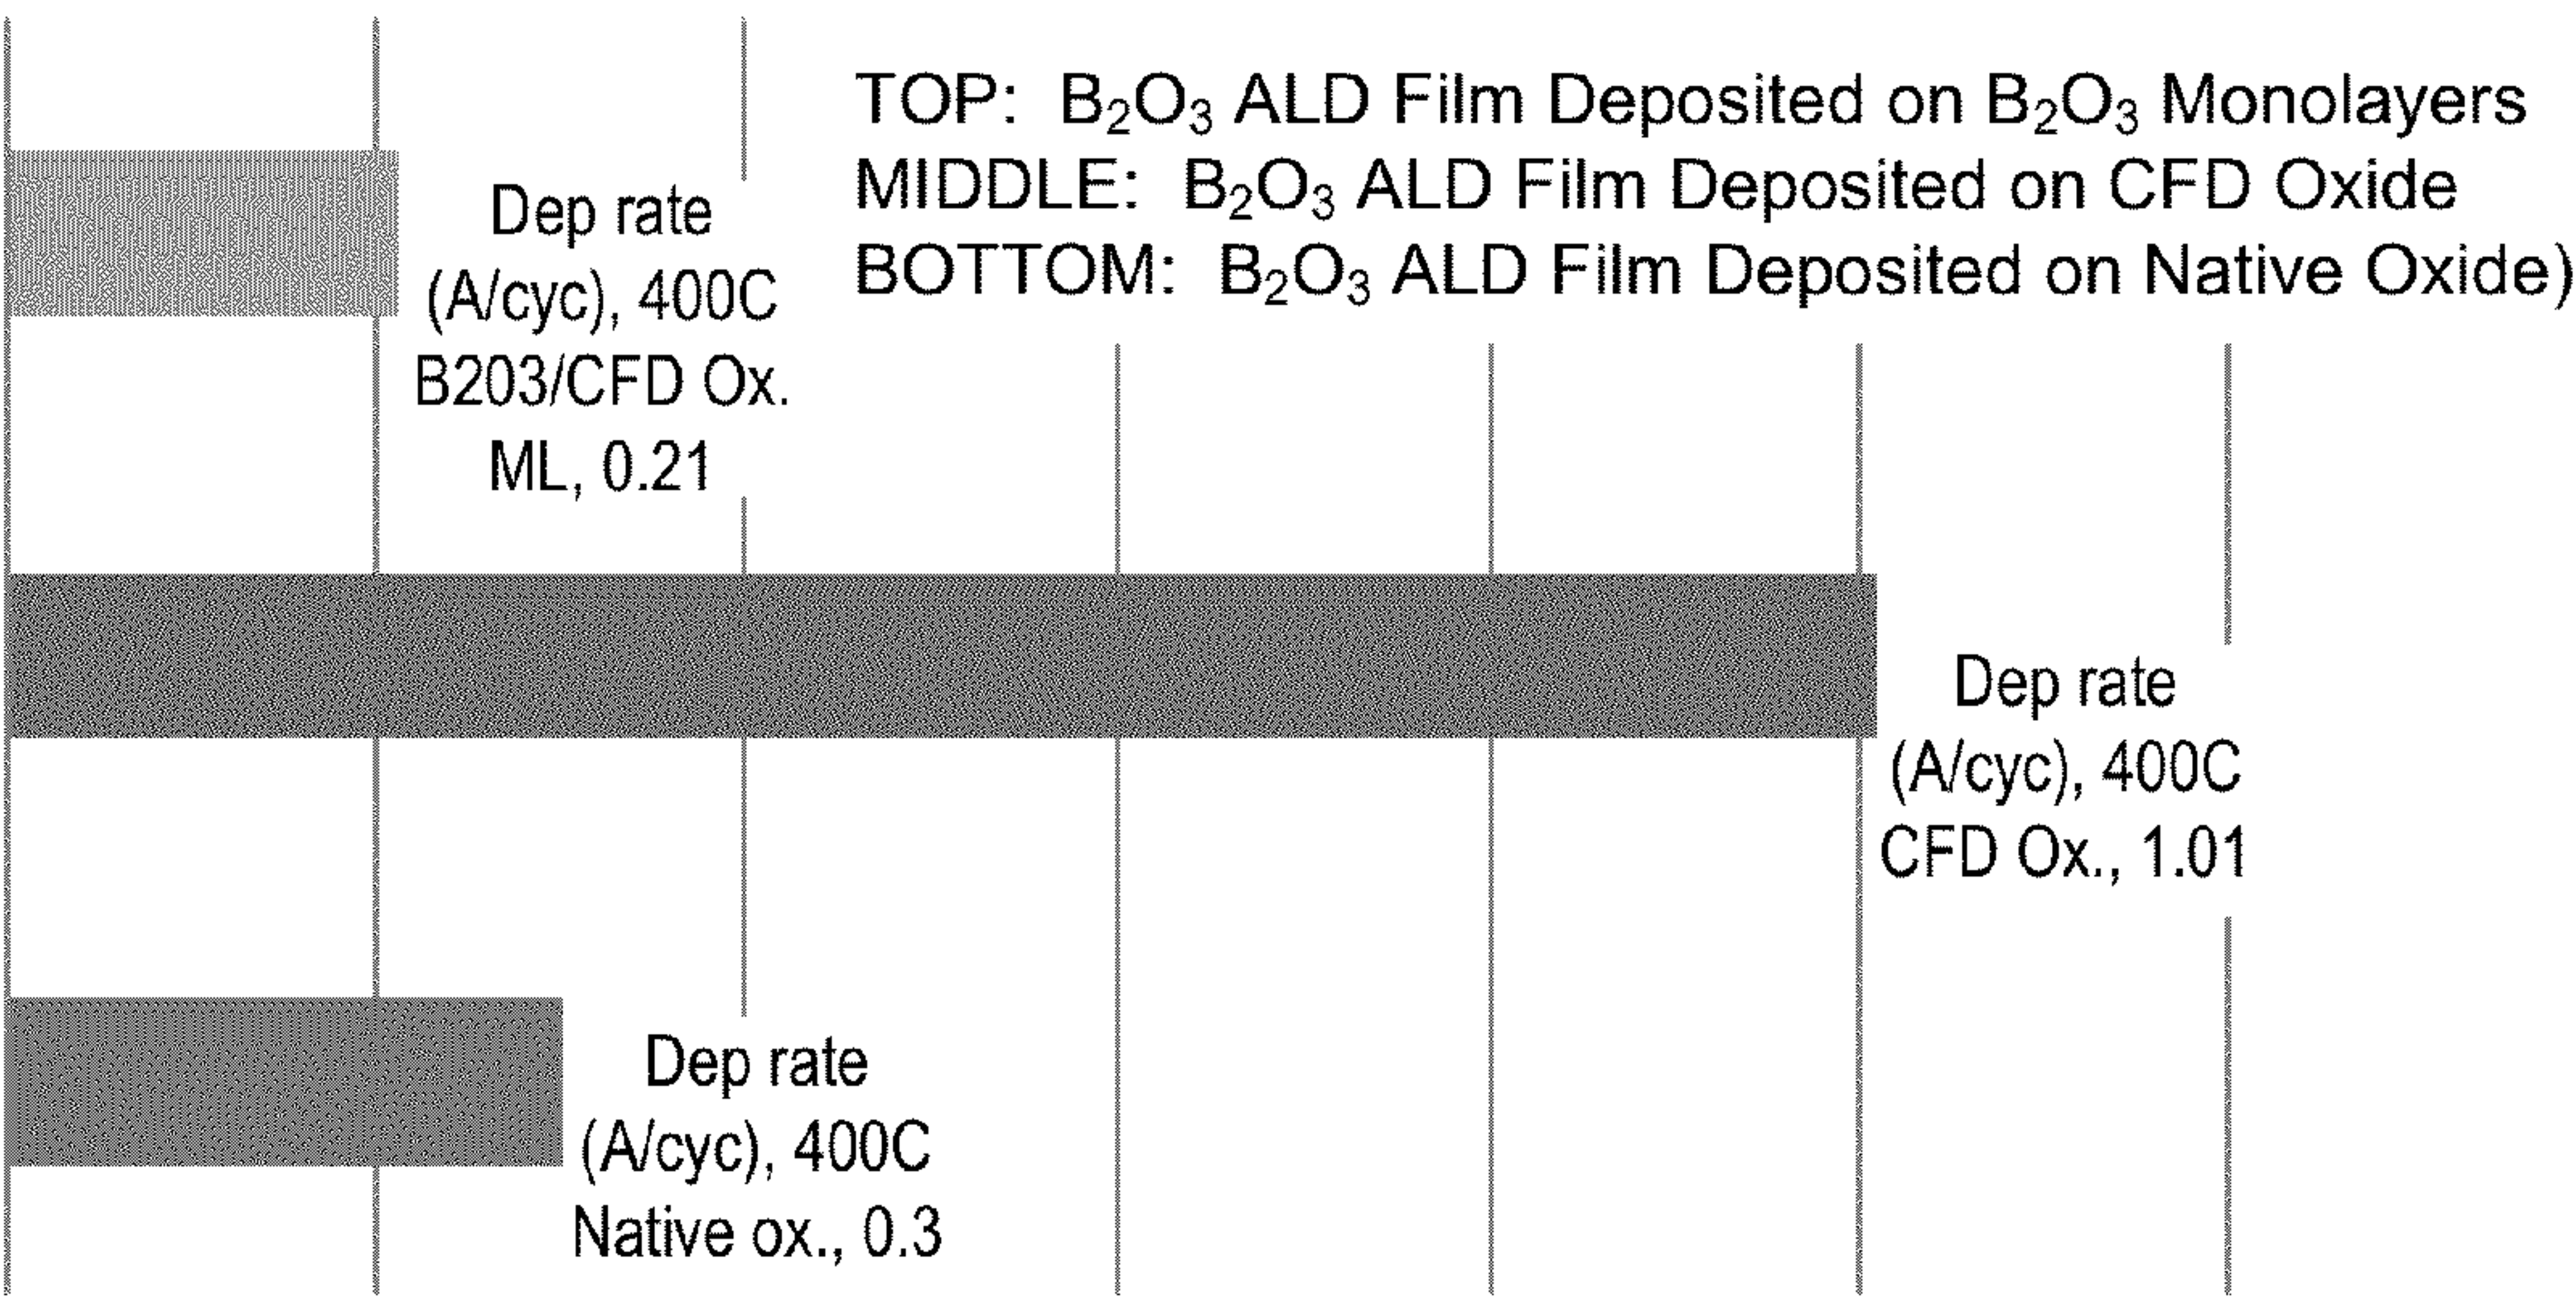 TOP: B₂O₃ ALD Film Deposited on B₂O₃ Monolayers
MIDDLE: B₂O₃ ALD Film Deposited on CFD Oxide
BOTTOM: B₂O₃ ALD Film Deposited on Native Oxide)
Dep rate
(A/cyc), 400C
B203/CFD Ox.
ML, 0.21
Dep rate
(A/cyc), 400C
CFD Ox., 1.01
Dep rate
(A/cyc), 400C
Native ox., 0.3